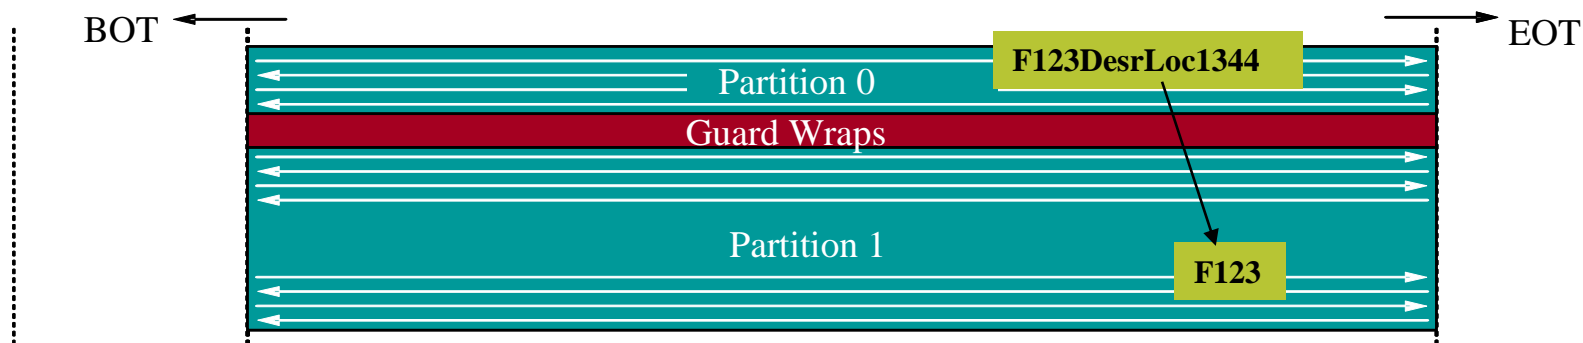 BOT
EOT
F123DesrLoc1344
Partition 0
Guard Wraps
Partition 1
F123